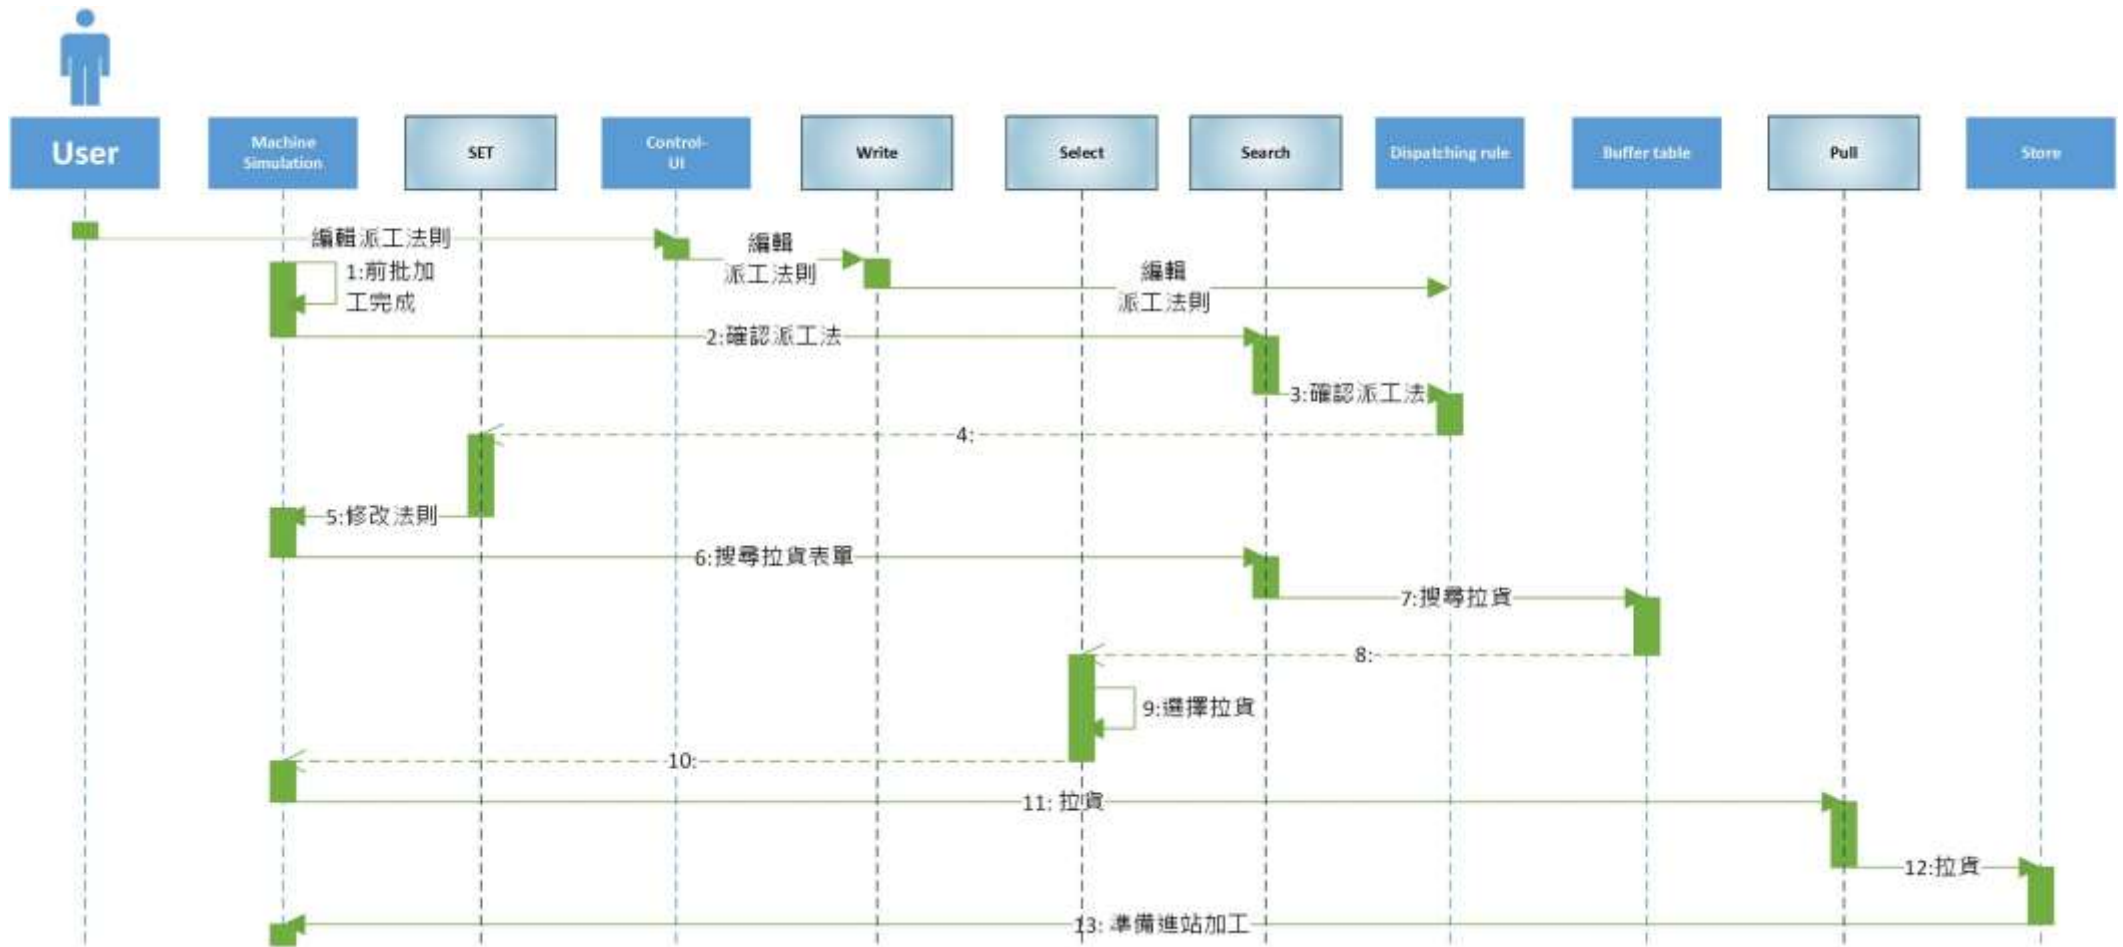 User
Machine
Simulation
SET
Control-
UI
Write
Select
Search
Dispatching rule
Buffer table
Pull
Store
編輯派工法則
編輯
派工法則
編輯
派工法則
1:前批加
工完成
2:確認派工法
3:確認派工法
4:
5:修改法則
6:搜尋拉貨表單
7:搜尋拉貨
8:
9:選擇拉貨
10:
11: 拉貨
12:拉貨
13: 準備進站加工